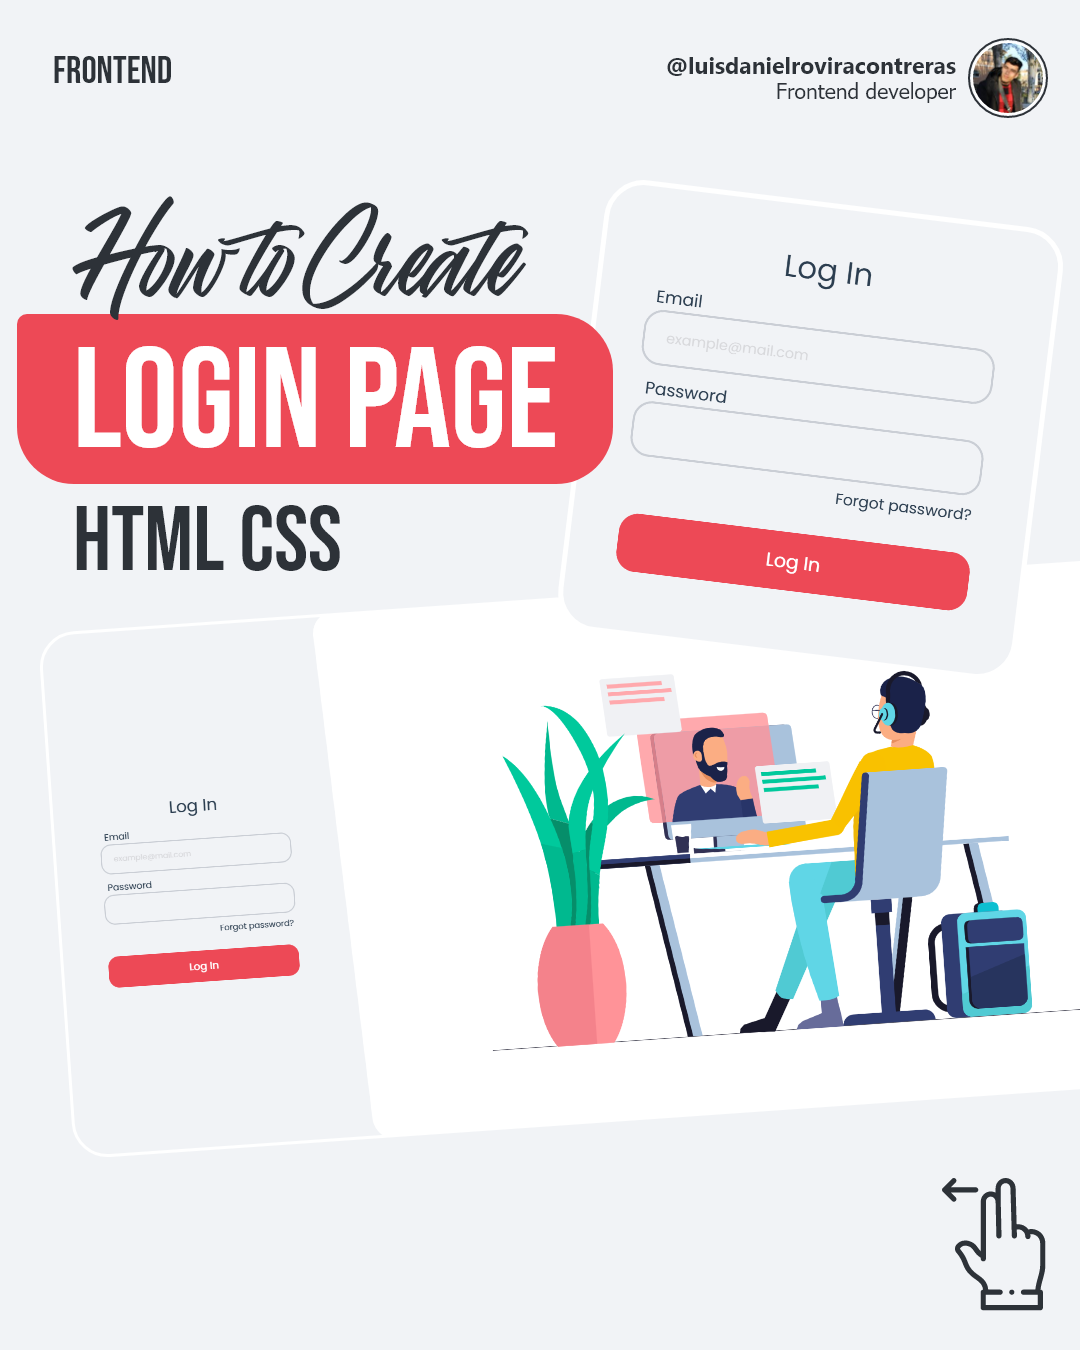 FRONTEND
@luisdanielroviracontreras
Frontend developer
How to Create
LOGIN PAGE
HTML CSS
Log In
Email
example@mail.com
Password
Forgot password?
Log In
Log In
Email
example@mail.com
Password
Forgot password?
Log In